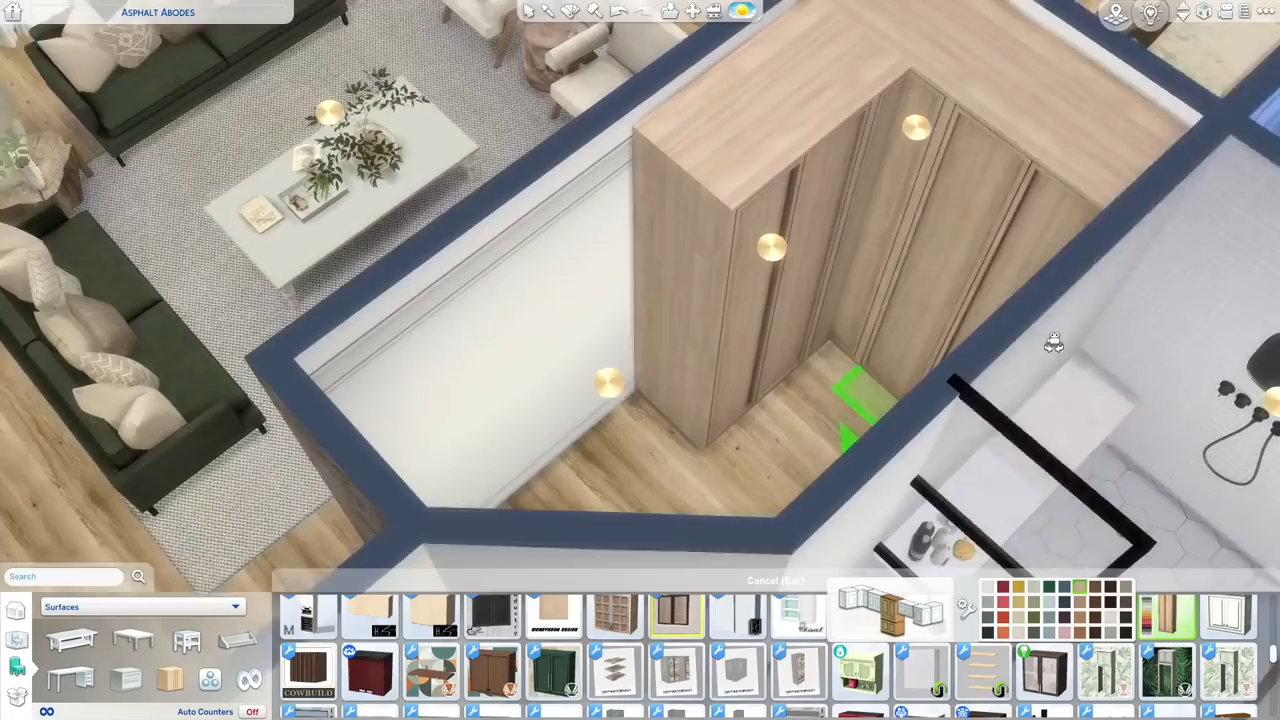 ASPHALT ABODES
Cancel (Esc)
Search
Surfaces
M
COWBUILD
Auto Counters Off